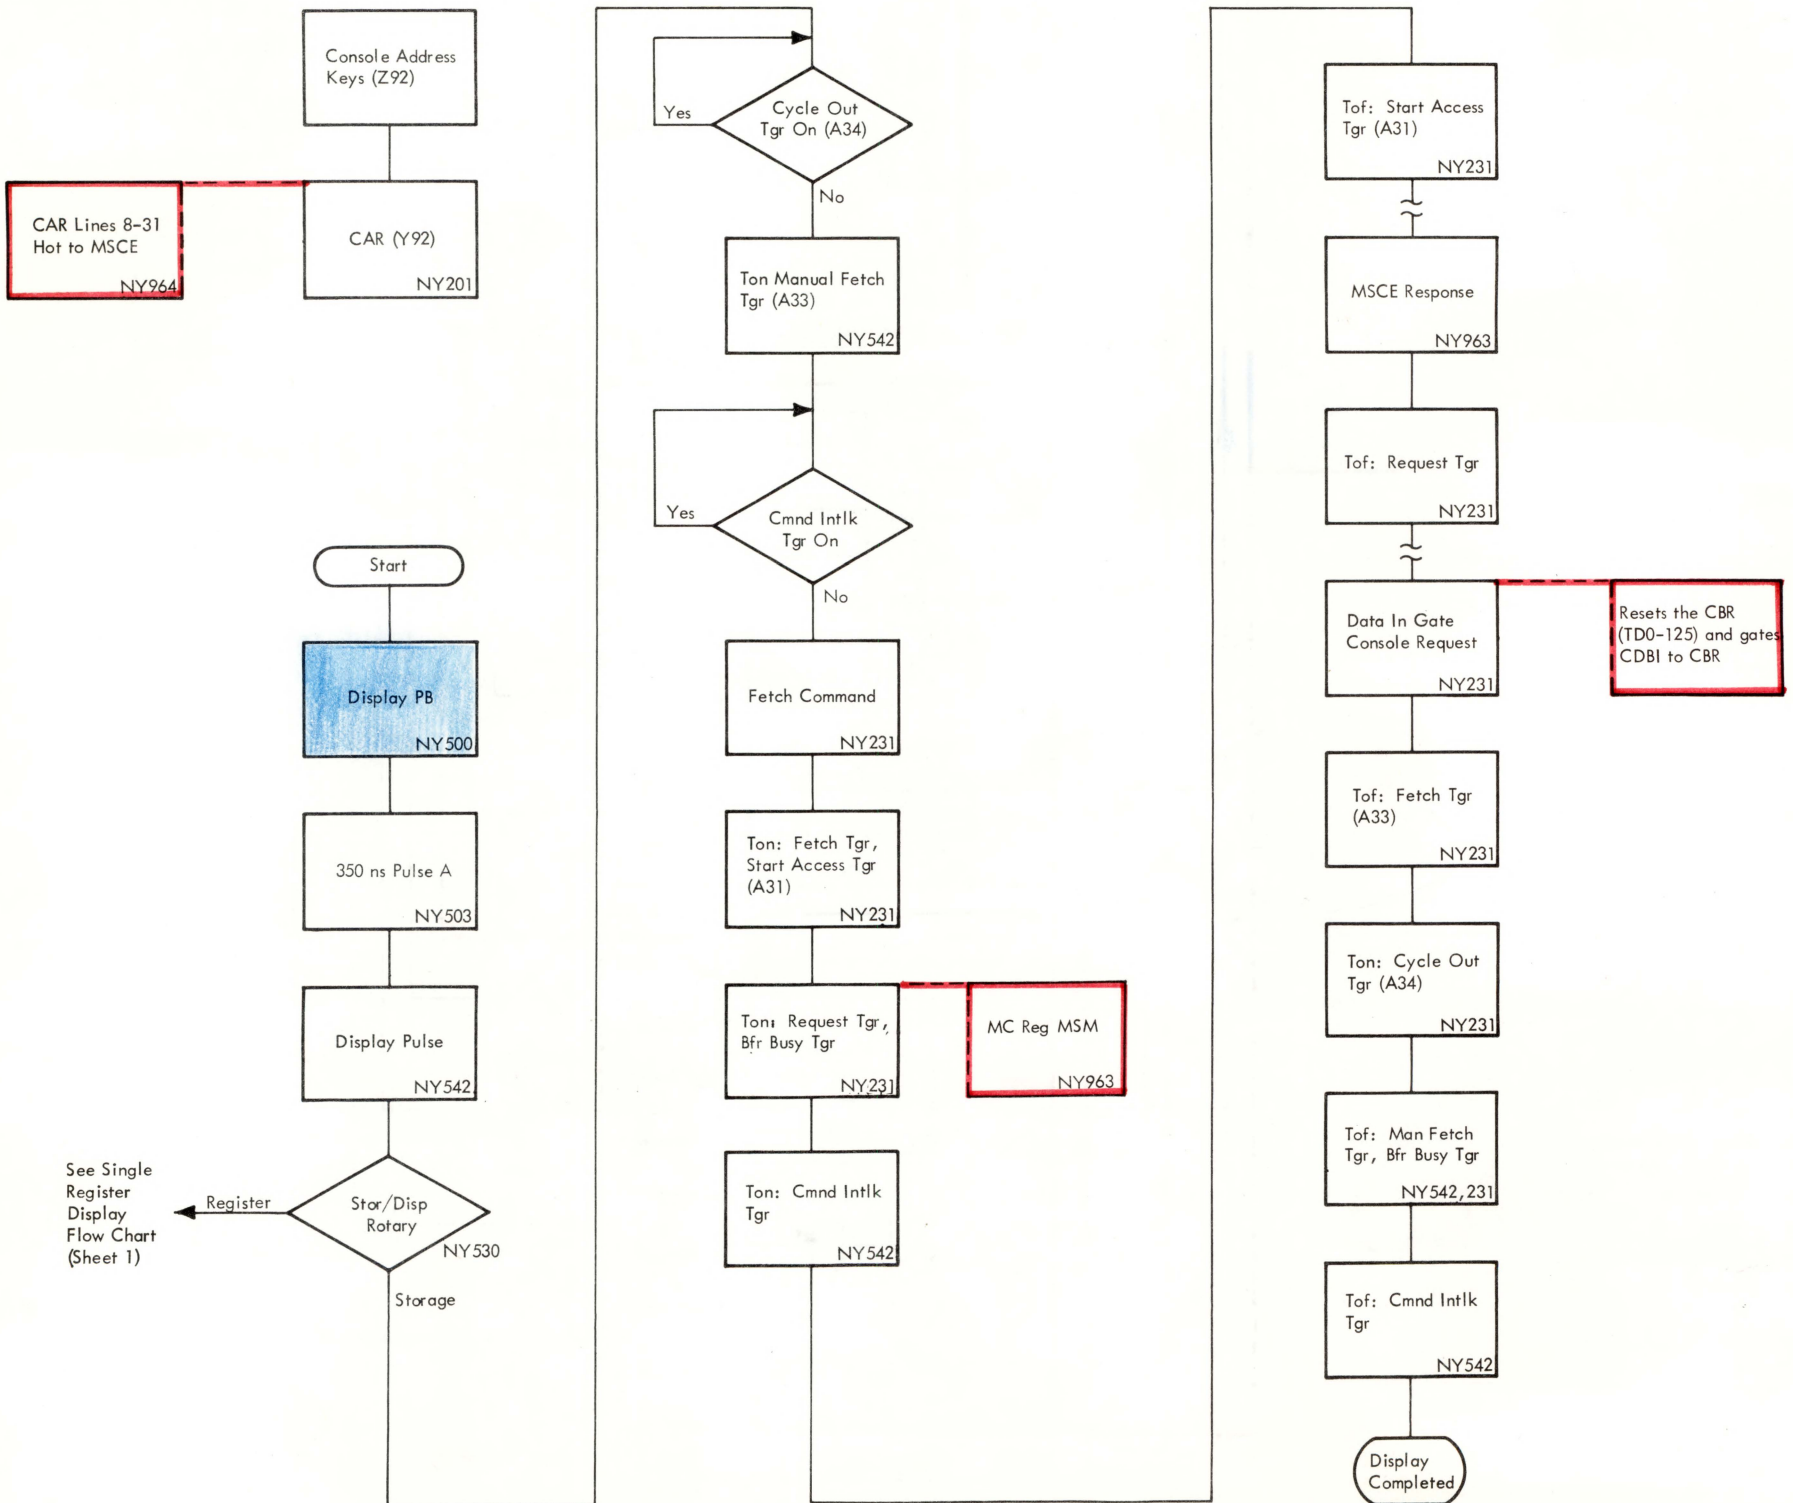 Console Address
Keys (Z92)
CAR Lines 8-31
Hot to MSCE
NY964
CAR (Y92)
NY201
Start
Display PB
NY500
350 ns Pulse A
NY503
Display Pulse
NY542
See Single
Register
Display
Flow Chart
(Sheet 1)
Register
Stor/Disp
Rotary
NY530
Storage
Yes
Cycle Out
Tgr On (A34)
No
Ton Manual Fetch
Tgr (A33)
NY542
Yes
Cmnd Intlk
Tgr On
No
Fetch Command
NY231
Ton: Fetch Tgr,
Start Access Tgr
(A31)
NY231
Ton: Request Tgr,
Bfr Busy Tgr
NY231
MC Reg MSM
NY963
Ton: Cmnd Intlk
Tgr
NY542
Tof: Start Access
Tgr (A31)
NY231
MSCE Response
NY963
Tof: Request Tgr
NY231
Data In Gate
Console Request
NY231
Resets the CBR
(TD0-125) and gates
CDBI to CBR
Tof: Fetch Tgr
(A33)
NY231
Ton: Cycle Out
Tgr (A34)
NY231
Tof: Man Fetch
Tgr, Bfr Busy Tgr
NY542,231
Tof: Cmnd Intlk
Tgr
NY542
Display
Completed